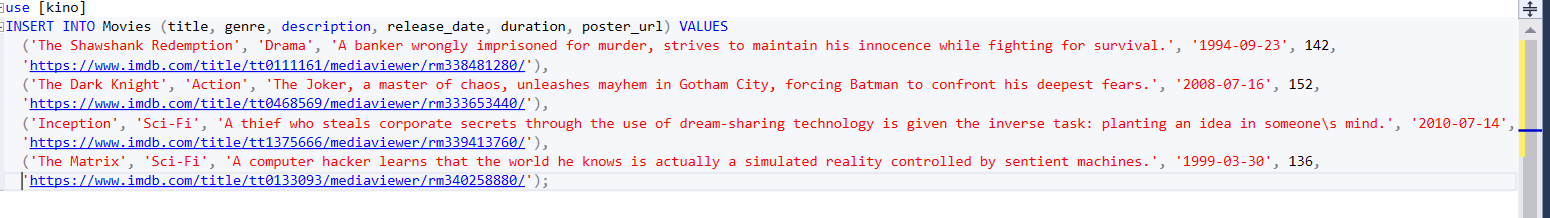 use [kino]
INSERT INTO Movies (title, genre, description, release_date, duration, poster_url) VALUES
('The Shawshank Redemption', 'Drama', 'A banker wrongly imprisoned for murder, strives to maintain his innocence while fighting for survival.', '1994-09-23', 142,
'https://www.imdb.com/title/tt0111161/mediaviewer/rm338481280/'),
('The Dark Knight', 'Action', 'The Joker, a master of chaos, unleashes mayhem in Gotham City, forcing Batman to confront his deepest fears.', '2008-07-16', 152,
'https://www.imdb.com/title/tt0468569/mediaviewer/rm333653440/'),
('Inception', 'Sci-Fi', 'A thief who steals corporate secrets through the use of dream-sharing technology is given the inverse task: planting an idea in someone\s mind.', '2010-07-14',
'https://www.imdb.com/title/tt1375666/mediaviewer/rm339413760/'),
('The Matrix', 'Sci-Fi', 'A computer hacker learns that the world he knows is actually a simulated reality controlled by sentient machines.', '1999-03-30', 136,
'https://www.imdb.com/title/tt0133093/mediaviewer/rm340258880/');